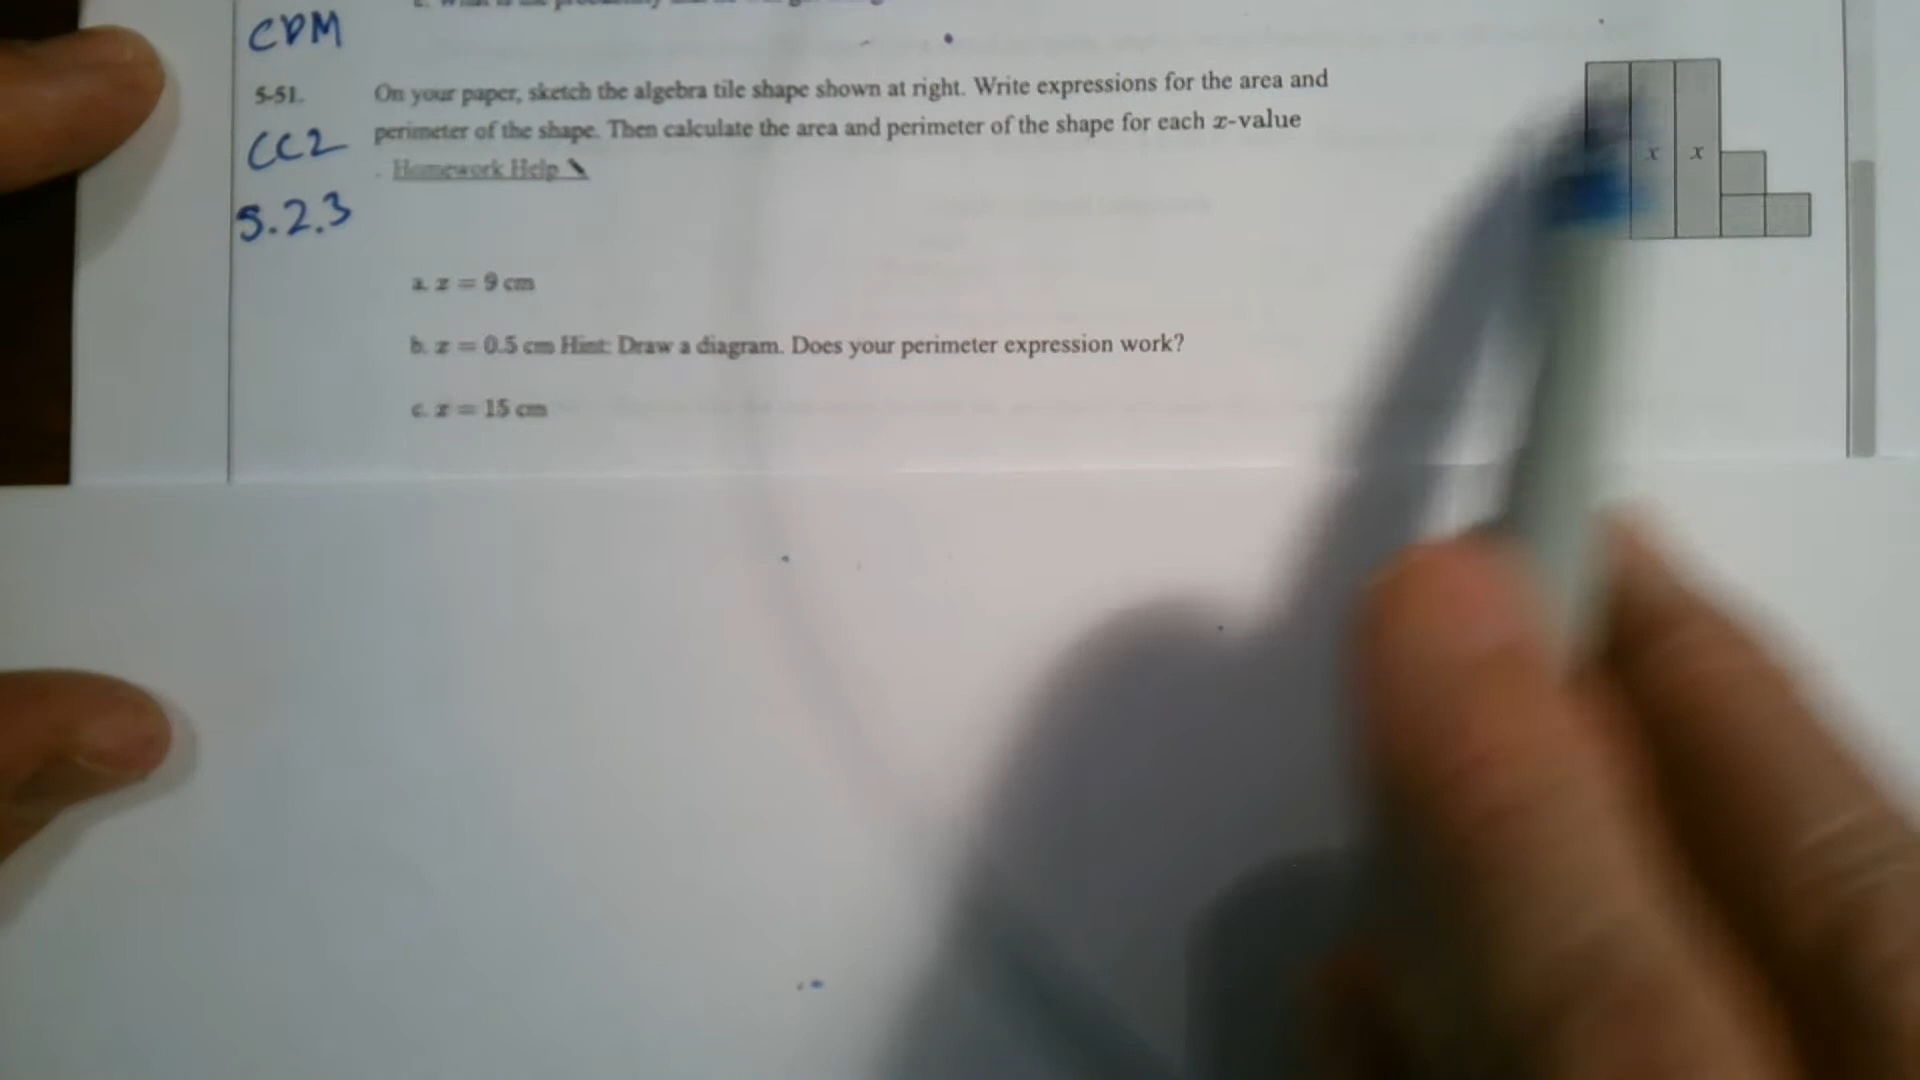 CPM
5-51. On your paper, sketch the algebra tile shape shown at right. Write expressions for the area and
CC2 perimeter of the shape. Then calculate the area and perimeter of the shape for each x-value
. Homework Help ✎
5.2.3
x x
a. x = 9 cm
b. x = 0.5 cm Hint: Draw a diagram. Does your perimeter expression work?
c. x = 15 cm